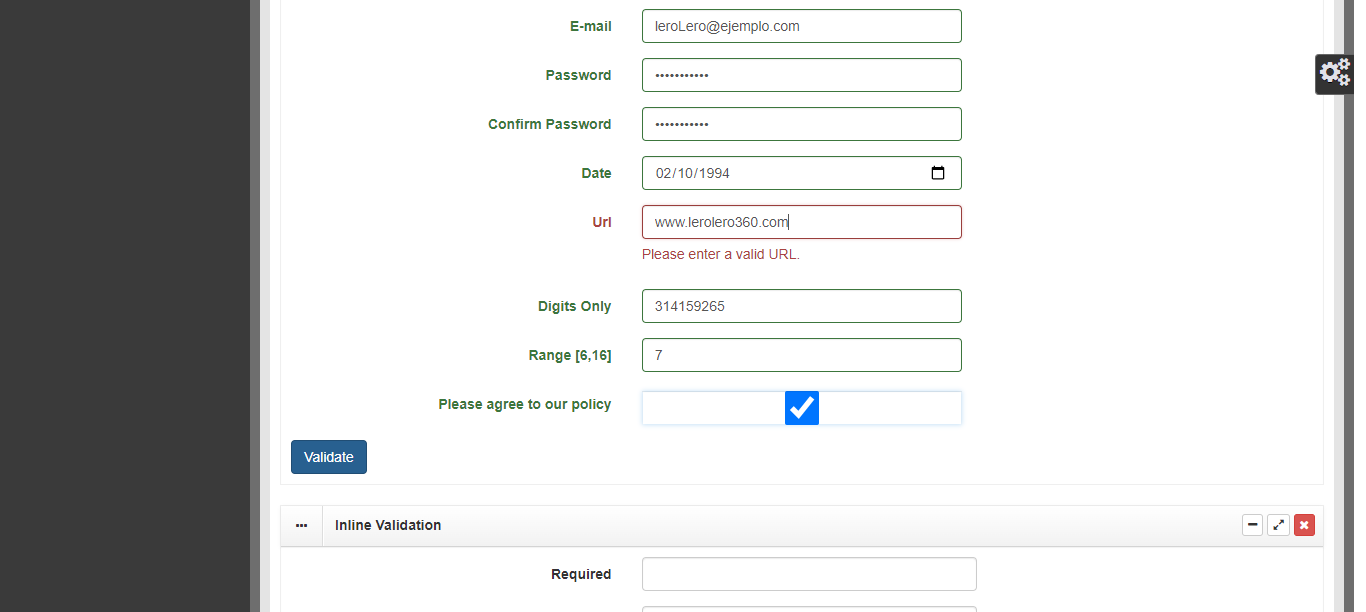 E-mail leroLero@ejemplo.com
Password •••••••••••
Confirm Password •••••••••••
Date 02/10/1994
Url www.lerolero360.com
Please enter a valid URL.
Digits Only 314159265
Range [6,16] 7
Please agree to our policy
Validate
Inline Validation
Required